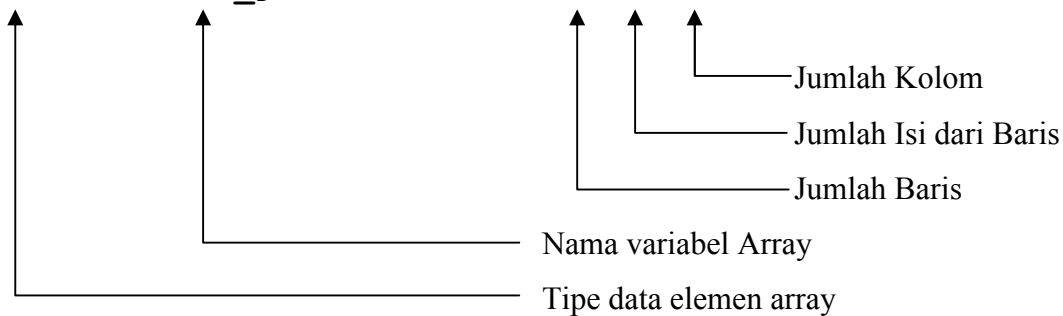 Jumlah Kolom
Jumlah Isi dari Baris
Jumlah Baris
Nama variabel Array
Tipe data elemen array